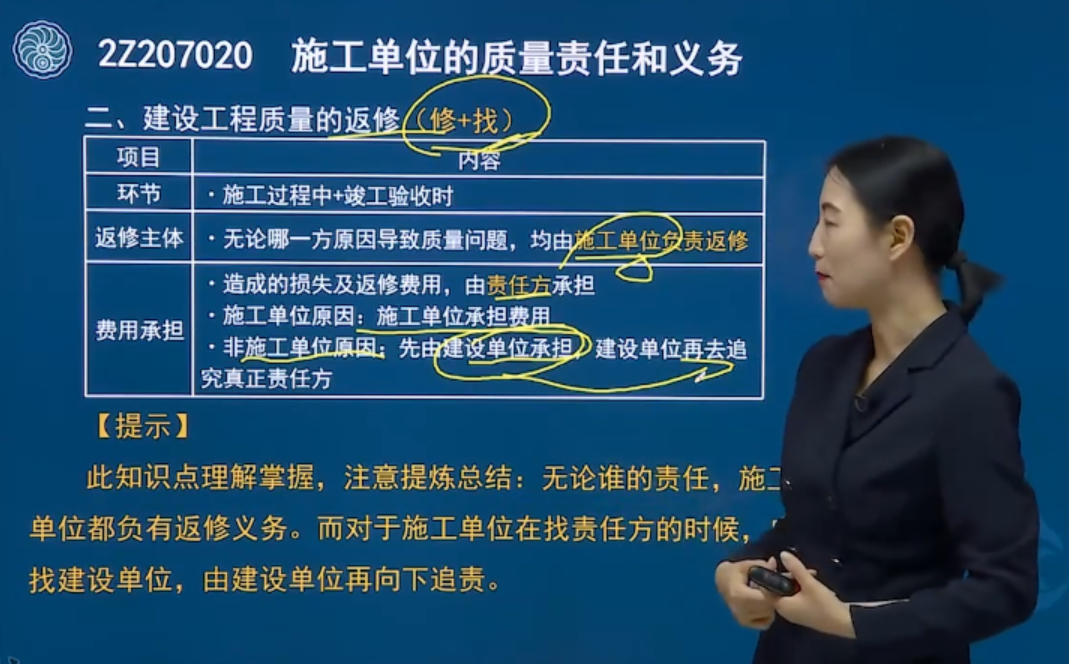 2Z207020 施工单位的质量责任和义务
二、建设工程质量的返修（修+找）
项目 内容
环节 ·施工过程中+竣工验收时
返修主体 ·无论哪一方原因导致质量问题，均由施工单位负责返修
·造成的损失及返修费用，由责任方承担
费用承担 ·施工单位原因：施工单位承担费用
·非施工单位原因：先由建设单位承担，建设单位再去追
究真正责任方
【提示】
此知识点理解掌握，注意提炼总结：无论谁的责任，施工
单位都负有返修义务。而对于施工单位在找责任方的时候，
找建设单位，由建设单位再向下追责。